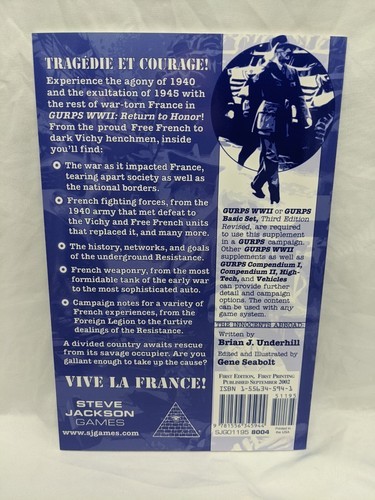 TRAGÉDIE ET COURAGE!
Experience the agony of 1940
and the exultation of 1945 with
the rest of war-torn France in
GURPS WWII: Return to Honor!
From the proud Free French to
dark Vichy henchmen, inside
you'll find:
The war as it impacted France,
tearing apart society as well as
the national borders.
French fighting forces, from the
1940 army that met defeat to
the Vichy and Free French units
that replaced it, and many more.
The history, networks, and goals
of the underground Resistance.
French weaponry, from the most
formidable tank of the early war
to the most sophisticated auto.
Campaign notes for a variety of
French experiences, from the
Foreign Legion to the furtive
dealings of the Resistance.
A divided country awaits rescue
from its savage occupier. Are you
gallant enough to take up the cause?
VIVE LA FRANCE!
STEVE
JACKSON
GAMES
www.sjgames.com
GURPS WWII or GURPS
Basic Set, Third Edition
Revised, are required
to use this supplement
in a GURPS campaign.
Other GURPS WWII
supplements as well as
GURPS Compendium I,
Compendium II, High-
Tech, and Vehicles
can provide further
detail and campaign
options. The content
can be used with any
game system.
THE INNOCENTS ABROAD:
Written by
Brian J. Underhill
Edited and Illustrated by
Gene Seabolt
FIRST EDITION, FIRST PRINTING
PUBLISHED SEPTEMBER 2002
ISBN 1-55634-594-1
51195
9 781556 345944
SJG01195 8004
Printed in
the USA